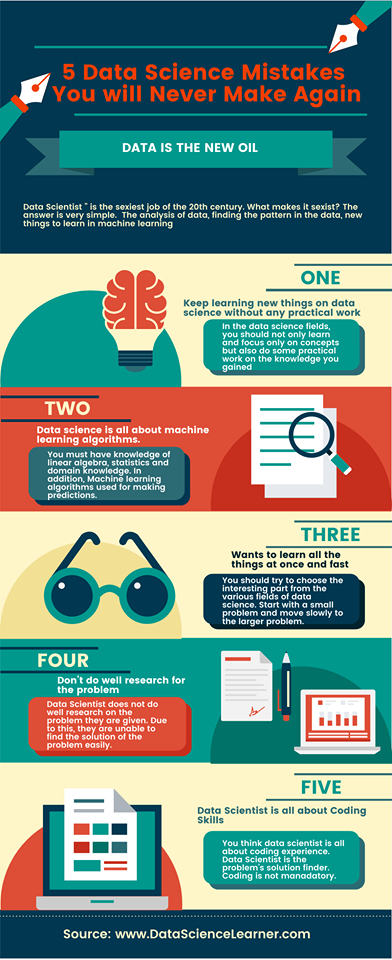 5 Data Science Mistakes
You will Never Make Again
DATA IS THE NEW OIL
Data Scientist " is the sexiest job of the 20th century. What makes it sexist? The
answer is very simple. The analysis of data, finding the pattern in the data, new
things to learn in machine learning
ONE
Keep learning new things on data
science without any practical work
In the data science fields,
you should not only learn
and focus only on concepts
but also do some practical
work on the knowledge you
gained
TWO
Data science is all about machine
learning algorithms.
You must have knowledge of
linear algebra, statistics and
domain knowledge. In
addition, Machine learning
algorithms used for making
predictions.
THREE
Wants to learn all the
things at once and fast
You should try to choose the
interesting part from the
various fields of data
science. Start with a small
problem and move slowly to
the larger problem.
FOUR
Don't do well research for
the problem
Data Scientist does not do
well research on the
problem they are given. Due
to this, they are unable to
find the solution of the
problem easily.
FIVE
Data Scientist is all about Coding
Skills
You think data scientist is all
about coding experience.
Data Scientist is the
problem's solution finder.
Coding is not manadatory.
Source: www.DataScienceLearner.com